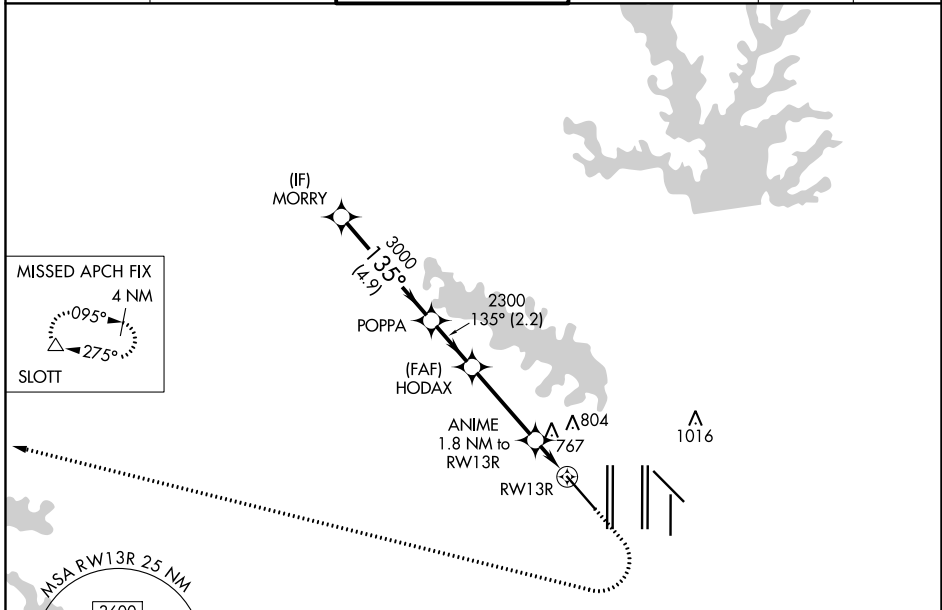 (IF)
MORRY
3000
135°
(4.9)
MISSED APCH FIX
4 NM
095°
275°
SLOTT
POPPA
2300
135° (2.2)
(FAF)
HODAX
ANIME
1.8 NM to
RW13R
804
767
1016
RW13R
MSA RW13R 25 NM